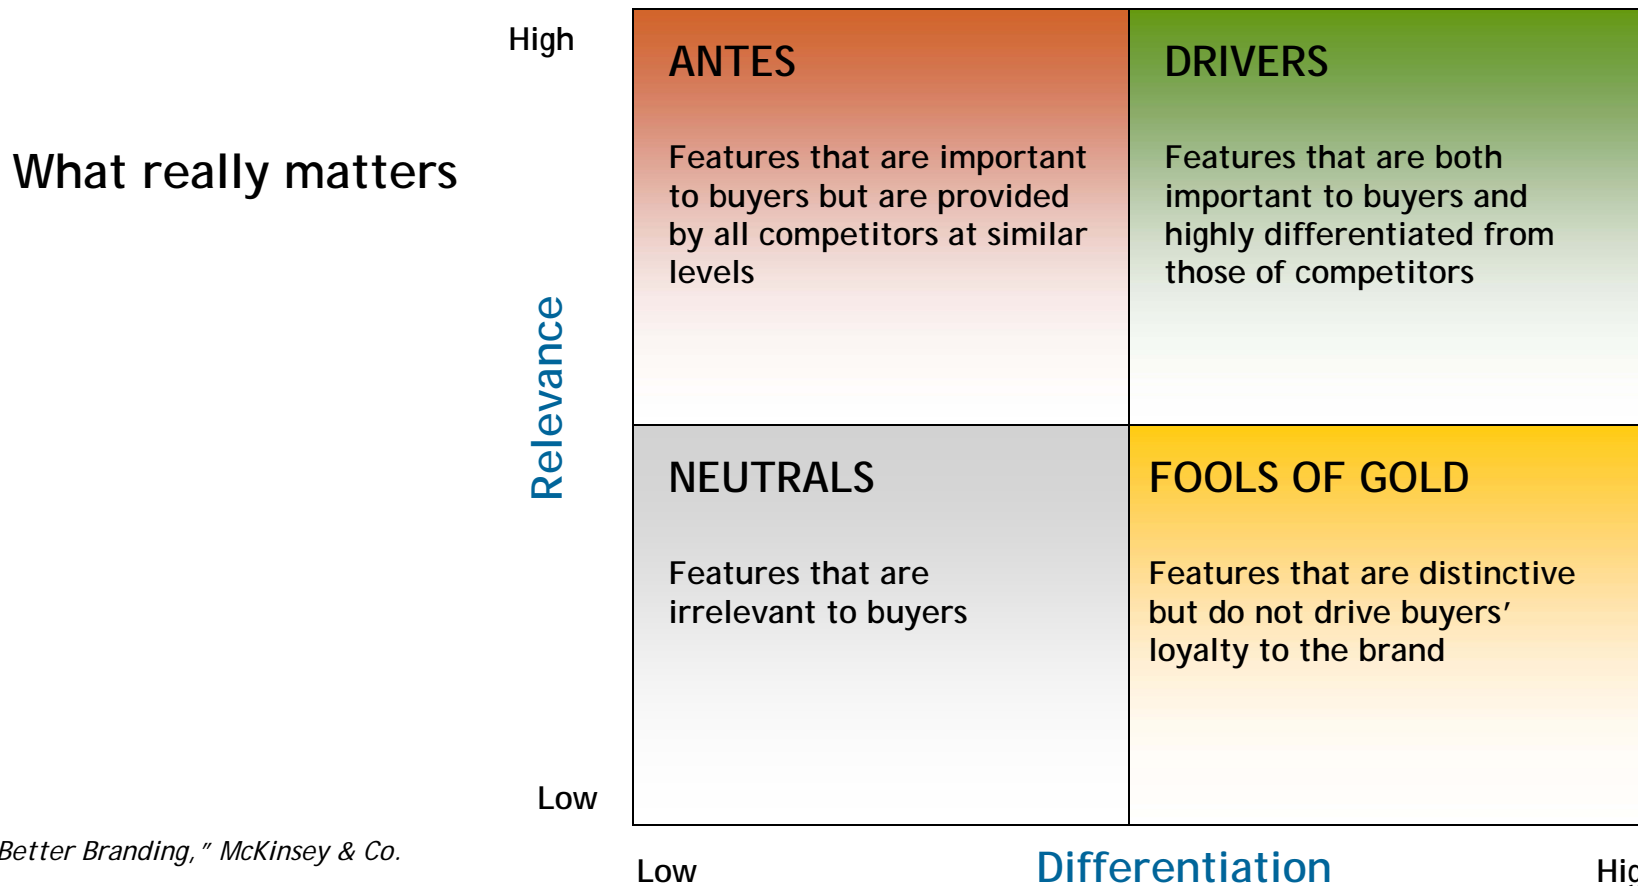 High
What really matters
Relevance
Low
ANTES
Features that are important
to buyers but are provided
by all competitors at similar
levels
DRIVERS
Features that are both
important to buyers and
highly differentiated from
those of competitors
NEUTRALS
Features that are
irrelevant to buyers
FOOLS OF GOLD
Features that are distinctive
but do not drive buyers’
loyalty to the brand
Better Branding,” McKinsey & Co.
Low
Differentiation